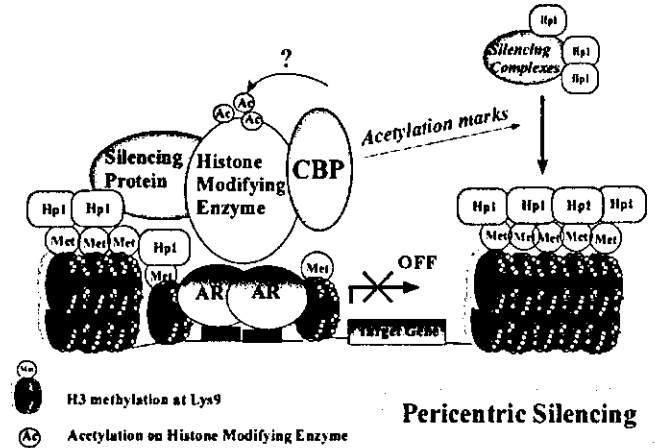 Hp1
Silencing
Complexes
Hp1
Hp1
?
Ac
Ac
Ac
Acetylation marks
Silencing
Protein
Histone
Modifying
Enzyme
CBP
Hp1
Hp1
Hp1
Met
Met
Met
Met
Met
AR
AR
OFF
Target Gene
Hp1
Hp1
Hp1
Hp1
Met
Met
Met
Met
Met
Met
H3 methylation at Lys9
Ac
Acetylation on Histone Modifying Enzyme
Pericentric Silencing